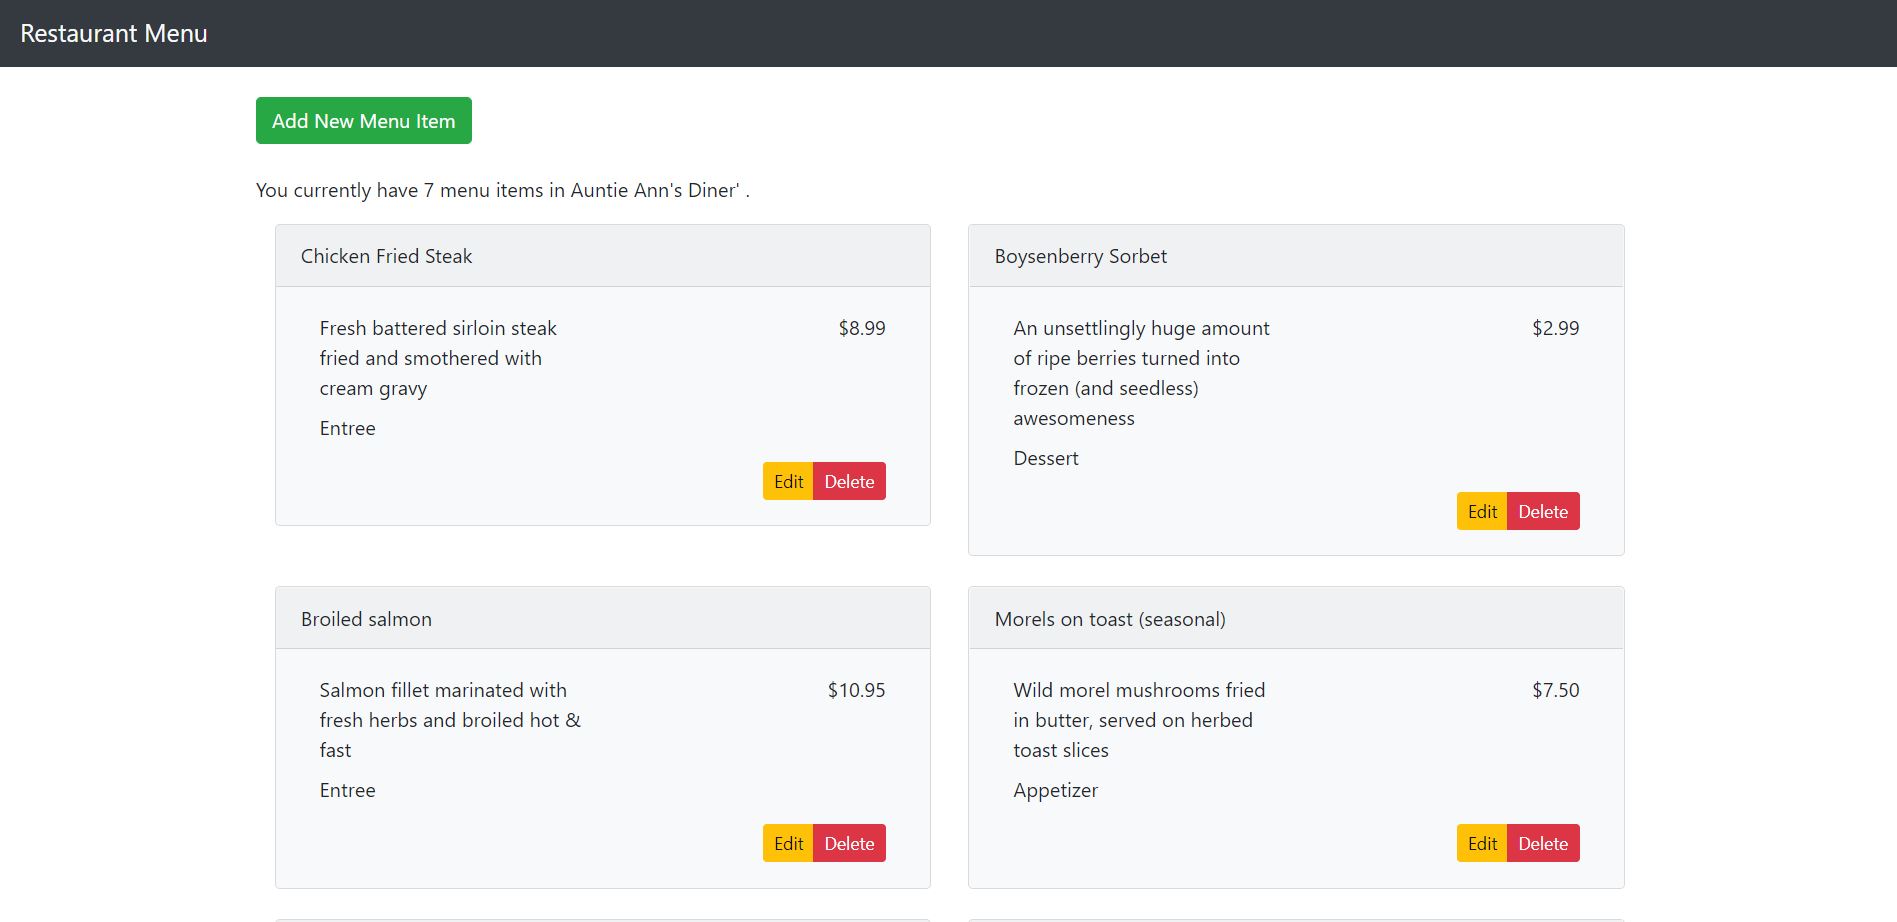 Restaurant Menu
Add New Menu Item
You currently have 7 menu items in Auntie Ann's Diner' .
Chicken Fried Steak
Fresh battered sirloin steak
fried and smothered with
cream gravy
$8.99
Entree
Edit Delete
Boysenberry Sorbet
An unsettlingly huge amount
of ripe berries turned into
frozen (and seedless)
awesomeness
$2.99
Dessert
Edit Delete
Broiled salmon
Salmon fillet marinated with
fresh herbs and broiled hot &
fast
$10.95
Entree
Edit Delete
Morels on toast (seasonal)
Wild morel mushrooms fried
in butter, served on herbed
toast slices
$7.50
Appetizer
Edit Delete